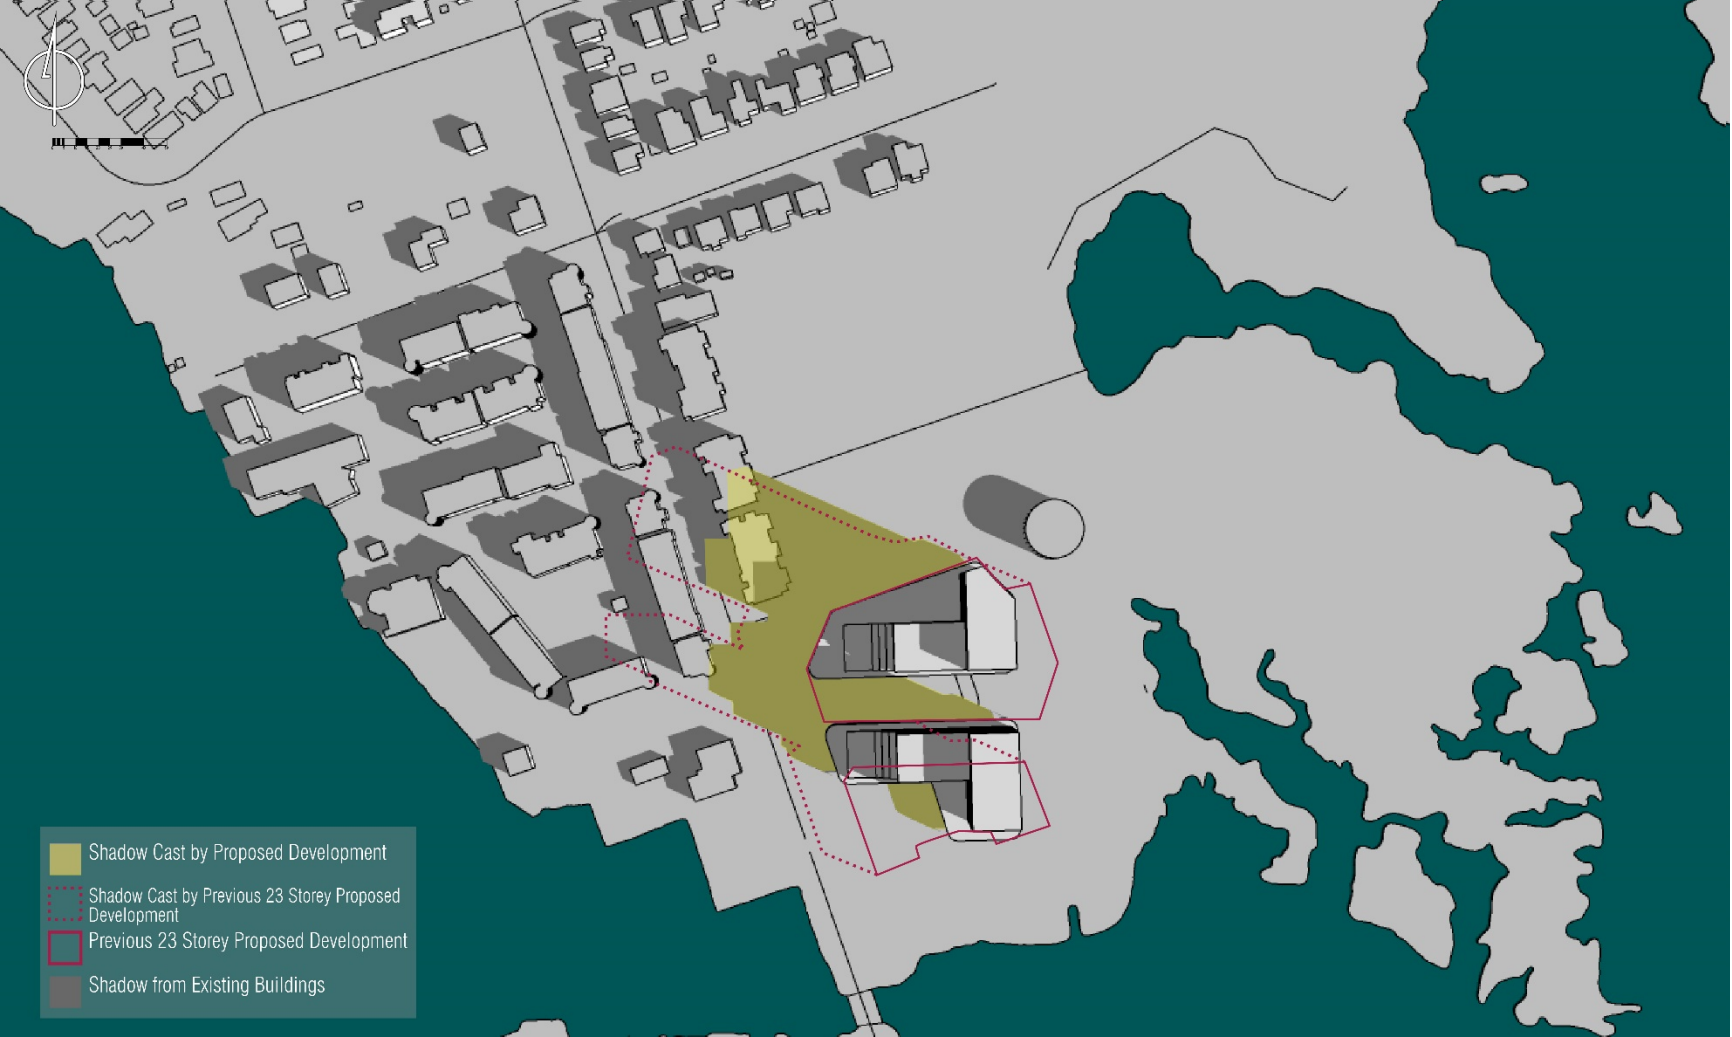 Shadow Cast by Proposed Development
Shadow Cast by Previous 23 Storey Proposed
Development
Previous 23 Storey Proposed Development
Shadow from Existing Buildings